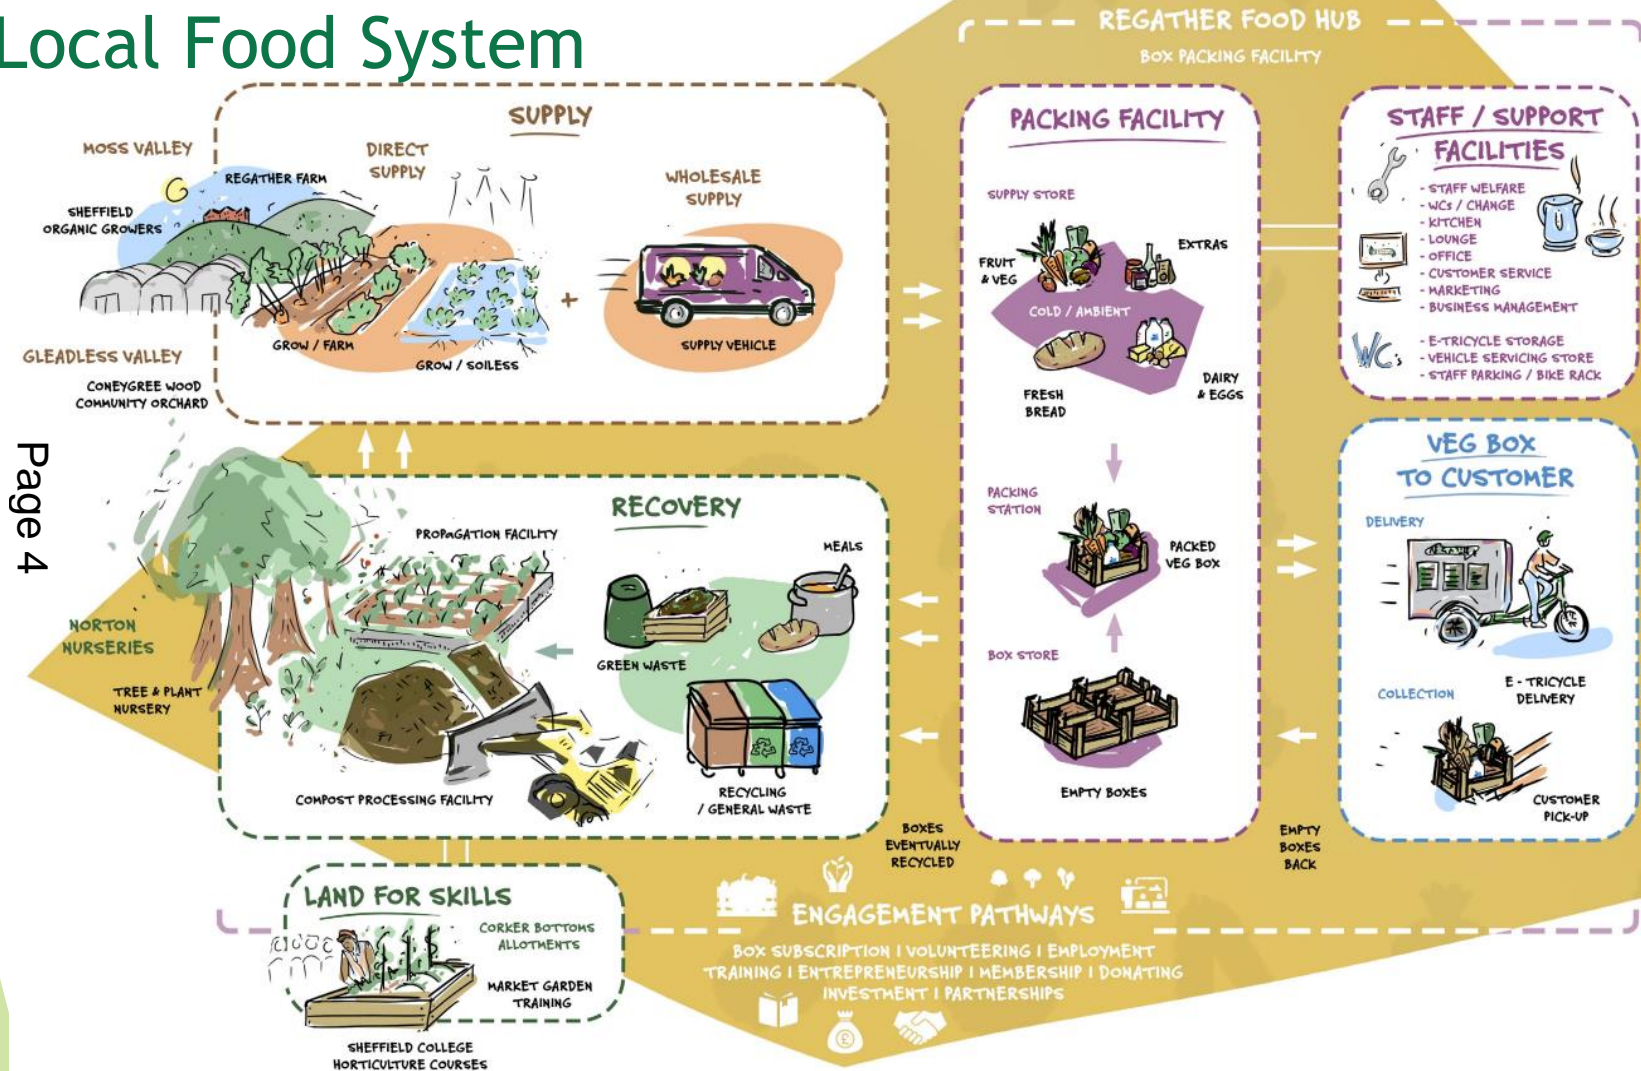 Local Food System
REGATHER FOOD HUB
BOX PACKING FACILITY
SUPPLY
MOSS VALLEY
REGATHER FARM
SHEFFIELD
ORGANIC GROWERS
DIRECT
SUPPLY
WHOLESALE
SUPPLY
GROW / FARM
GROW / SOILESS
+
SUPPLY VEHICLE
GLEADLESS VALLEY
CONEYGREE WOOD
COMMUNITY ORCHARD
PACKING FACILITY
SUPPLY STORE
FRUIT
& VEG
EXTRAS
COLD / AMBIENT
FRESH
BREAD
DAIRY
& EGGS
PACKING
STATION
PACKED
VEG BOX
BOX STORE
EMPTY BOXES
STAFF / SUPPORT
FACILITIES
- STAFF WELFARE
- WCs / CHANGE
- KITCHEN
- LOUNGE
- OFFICE
- CUSTOMER SERVICE
- MARKETING
- BUSINESS MANAGEMENT
WC's
- E-TRICYCLE STORAGE
- VEHICLE SERVICING STORE
- STAFF PARKING / BIKE RACK
VEG BOX
TO CUSTOMER
DELIVERY
E - TRICYCLE
DELIVERY
COLLECTION
CUSTOMER
PICK-UP
Page 4
RECOVERY
PROPAGATION FACILITY
MEALS
GREEN WASTE
NORTON
NURSERIES
TREE & PLANT
NURSERY
COMPOST PROCESSING FACILITY
RECYCLING
/ GENERAL WASTE
BOXES
EVENTUALLY
RECYCLED
EMPTY
BOXES
BACK
LAND FOR SKILLS
CORKER BOTTOMS
ALLOTMENTS
MARKET GARDEN
TRAINING
SHEFFIELD COLLEGE
HORTICULTURE COURSES
ENGAGEMENT PATHWAYS
BOX SUBSCRIPTION | VOLUNTEERING | EMPLOYMENT
TRAINING | ENTREPRENEURSHIP | MEMBERSHIP | DONATING
INVESTMENT | PARTNERSHIPS
£